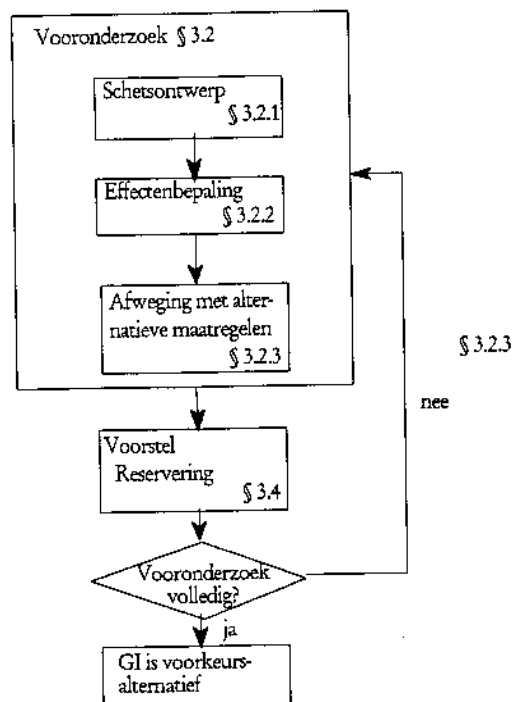 Vooronderzoek § 3.2
Schetsontwerp
§ 3.2.1
Effectenbepaling
§ 3.2.2
Afweging met alter-
natieve maatregelen
§ 3.2.3
§ 3.2.3
nee
Voorstel
Reservering
§ 3.4
Vooronderzoek
volledig?
ja
GI is voorkeurs-
alternatief